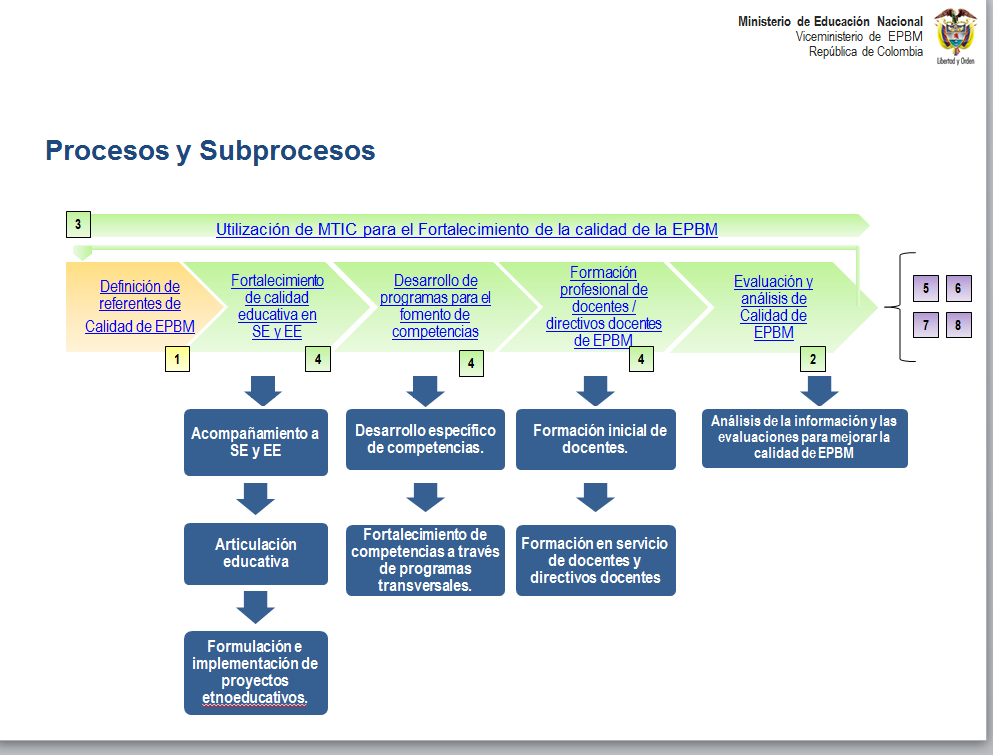 Ministerio de Educación Nacional
Viceministerio de EPBM
República de Colombia
Libertad y Orden
Procesos y Subprocesos
3
Utilización de MTIC para el Fortalecimiento de la calidad de la EPBM
Definición de
referentes de
Calidad de EPBM
1
Fortalecimiento
de calidad
educativa en
SE y EE
4
Desarrollo de
programas para el
fomento de
competencias
4
Formación
profesional de
docentes /
directivos docentes
de EPBM
4
Evaluación y
análisis de
Calidad de
EPBM
2
5 6
7 8
Acompañamiento a
SE y EE
Articulación
educativa
Formulación e
implementación de
proyectos
etnoeducativos.
Desarrollo específico
de competencias.
Fortalecimiento de
competencias a través
de programas
transversales.
Formación inicial de
docentes.
Formación en servicio
de docentes y
directivos docentes
Análisis de la información y las
evaluaciones para mejorar la
calidad de EPBM